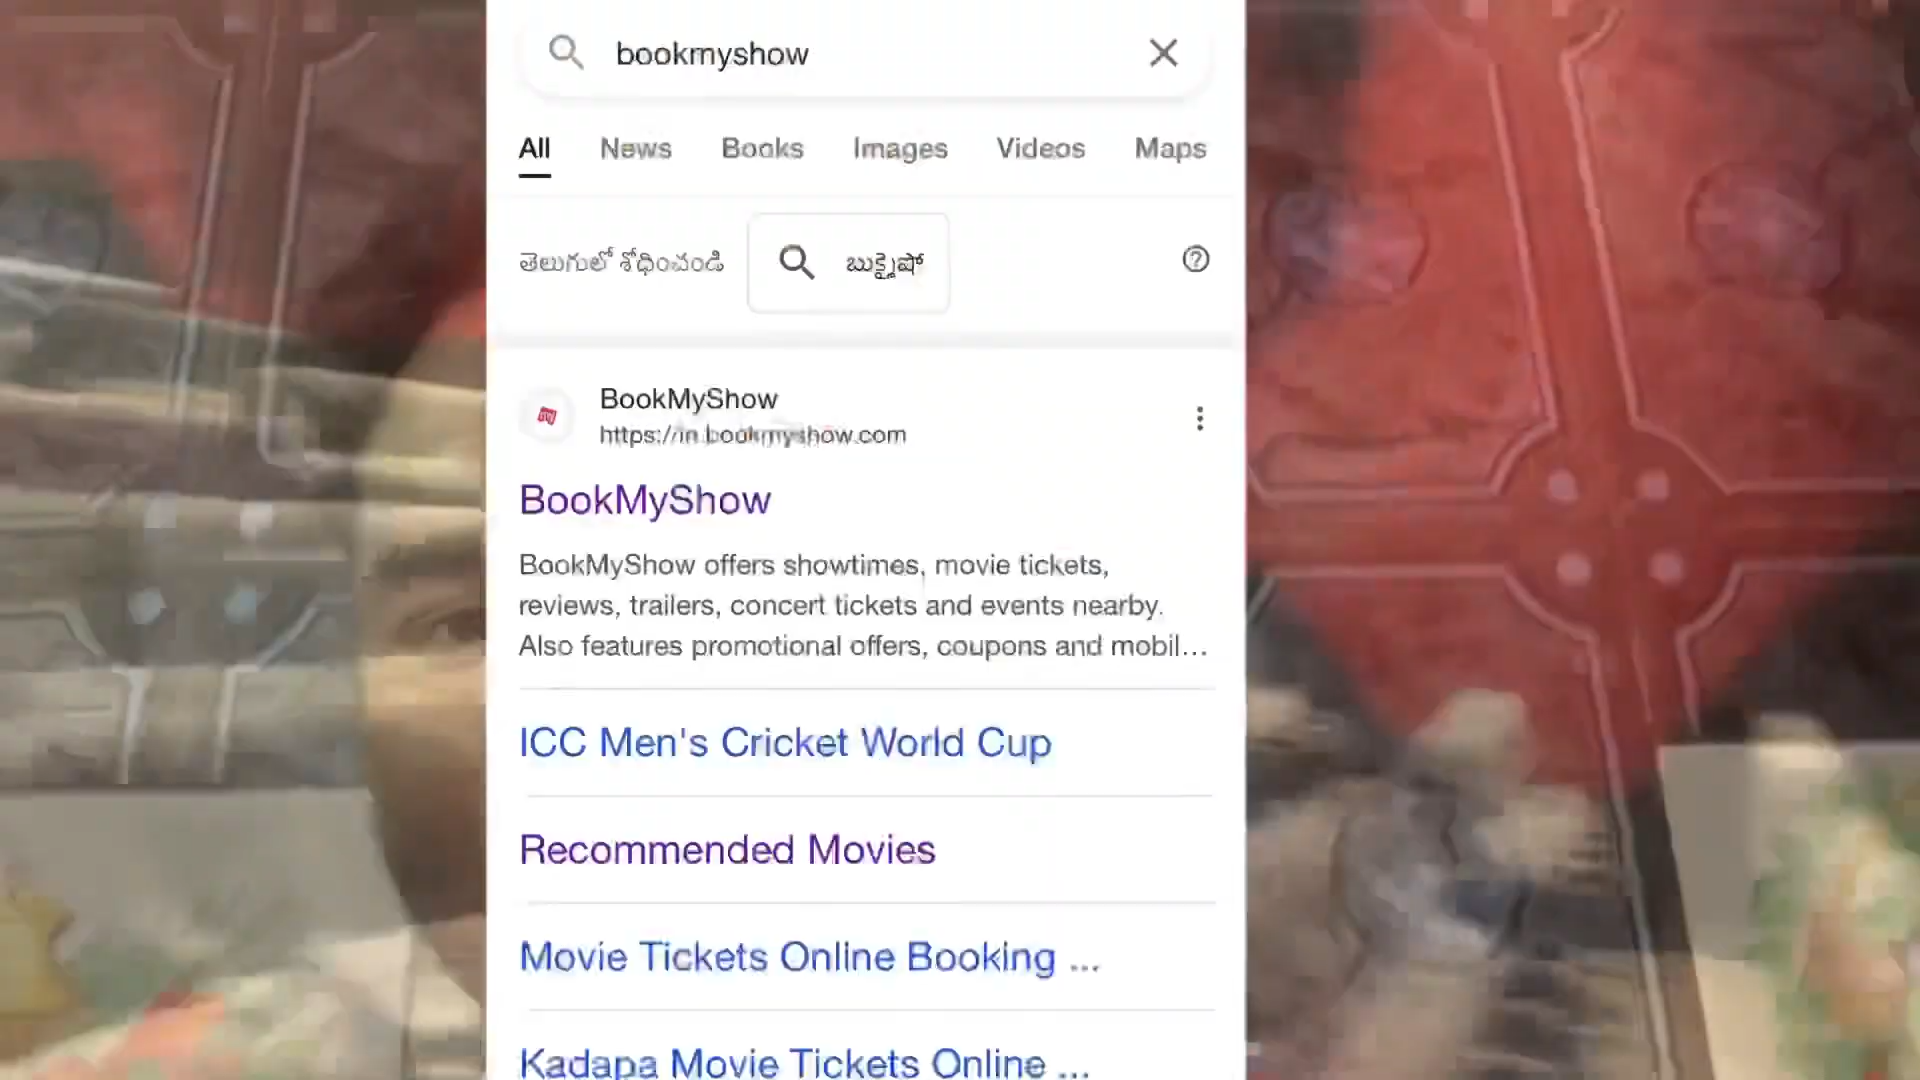 bookmyshow
All News Books Images Videos Maps
తెలుగులో శోధించండి బుక్మైషో
BookMyShow
https://in.bookmyshow.com
BookMyShow
BookMyShow offers showtimes, movie tickets,
reviews, trailers, concert tickets and events nearby.
Also features promotional offers, coupons and mobil...
ICC Men's Cricket World Cup
Recommended Movies
Movie Tickets Online Booking ...
Kadapa Movie Tickets Online ...